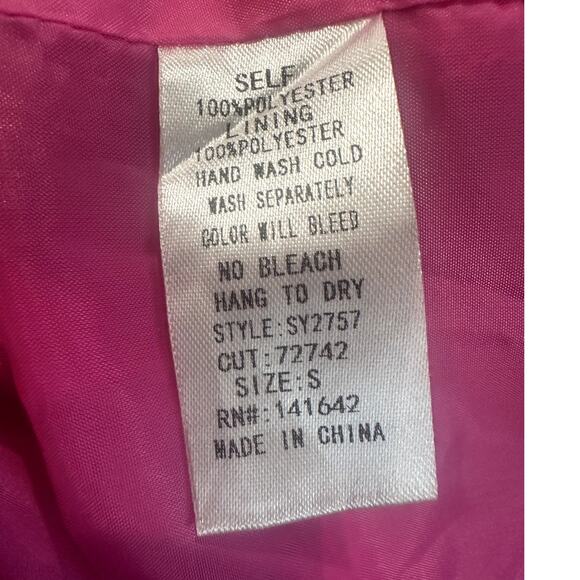 SELF
100%POLYESTER
LINING
100%POLYESTER
HAND WASH COLD
WASH SEPARATELY
COLOR WILL BLEED
NO BLEACH
HANG TO DRY
STYLE:SY2757
CUT:72742
SIZE:S
RN#:141642
MADE IN CHINA